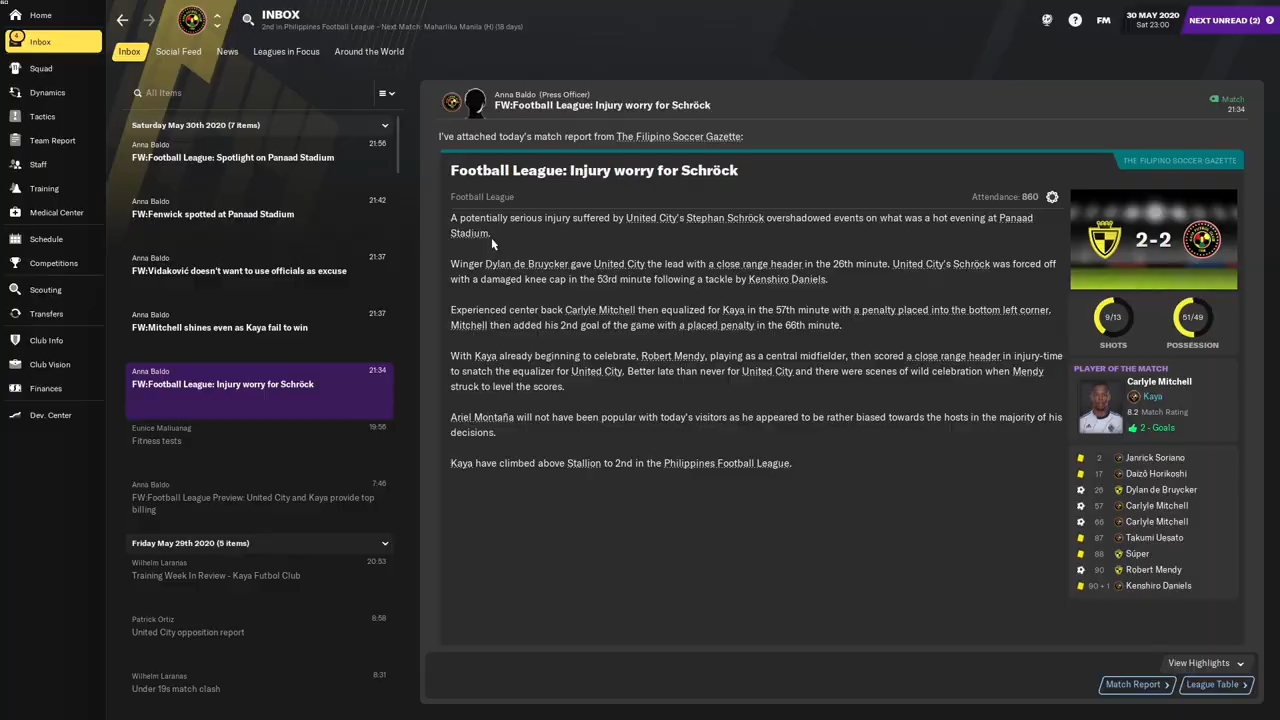 Home
INBOX
2nd in Philippines Football League - Next Match: Maharlika Manila (H) (18 days)
FM
30 MAY 2020
Sat 23:00
NEXT UNREAD (2)
4
Inbox
Inbox
Social Feed
News
Leagues in Focus
Around the World
Squad
Dynamics
Tactics
Team Report
Staff
Training
Medical Center
Schedule
Competitions
Scouting
Transfers
Club Info
Club Vision
Finances
Dev. Center
All Items
Saturday May 30th 2020 (7 items)
Anna Baldo 21:56
FW:Football League: Spotlight on Panaad Stadium
Anna Baldo 21:42
FW:Fenwick spotted at Panaad Stadium
Anna Baldo 21:37
FW:Vidaković doesn't want to use officials as excuse
Anna Baldo 21:37
FW:Mitchell shines even as Kaya fail to win
Anna Baldo 21:34
FW:Football League: Injury worry for Schröck
Eunice Maliuanag 19:56
Fitness tests
Anna Baldo 7:46
FW:Football League Preview: United City and Kaya provide top
billing
Friday May 29th 2020 (5 items)
Wilhelm Laranas 20:53
Training Week In Review - Kaya Futbol Club
Patrick Ortiz 8:58
United City opposition report
Wilhelm Laranas 8:31
Under 19s match clash
Anna Baldo (Press Officer)
FW:Football League: Injury worry for Schröck
Match
21:34
I've attached today's match report from The Filipino Soccer Gazette:
THE FILIPINO SOCCER GAZETTE
Football League: Injury worry for Schröck
Football League
Attendance: 860
A potentially serious injury suffered by United City's Stephan Schröck overshadowed events on what was a hot evening at Panaad
Stadium.
Winger Dylan de Bruycker gave United City the lead with a close range header in the 26th minute. United City's Schröck was forced off
with a damaged knee cap in the 53rd minute following a tackle by Kenshiro Daniels.
Experienced center back Carlyle Mitchell then equalized for Kaya in the 57th minute with a penalty placed into the bottom left corner.
Mitchell then added his 2nd goal of the game with a placed penalty in the 66th minute.
With Kaya already beginning to celebrate, Robert Mendy, playing as a central midfielder, then scored a close range header in injury-time
to snatch the equalizer for United City. Better late than never for United City and there were scenes of wild celebration when Mendy
struck to level the scores.
Ariel Montaña will not have been popular with today's visitors as he appeared to be rather biased towards the hosts in the majority of his
decisions.
Kaya have climbed above Stallion to 2nd in the Philippines Football League.
2-2
9/13
SHOTS
51/49
POSSESSION
PLAYER OF THE MATCH
Carlyle Mitchell
Kaya
8.2 Match Rating
2 - Goals
2 Janrick Soriano
17 Daizō Horikoshi
26 Dylan de Bruycker
57 Carlyle Mitchell
66 Carlyle Mitchell
87 Takumi Uesato
88 Súper
90 Robert Mendy
90 + 1 Kenshiro Daniels
View Highlights
Match Report
League Table